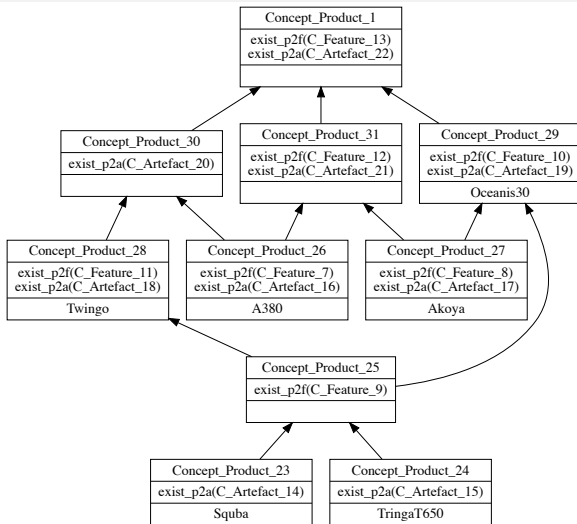 Concept_Product_1
exist_p2f(C_Feature_13)
exist_p2a(C_Artefact_22)
Concept_Product_30
exist_p2a(C_Artefact_20)
Concept_Product_31
exist_p2f(C_Feature_12)
exist_p2a(C_Artefact_21)
Concept_Product_29
exist_p2f(C_Feature_10)
exist_p2a(C_Artefact_19)
Oceanis30
Concept_Product_28
exist_p2f(C_Feature_11)
exist_p2a(C_Artefact_18)
Twingo
Concept_Product_26
exist_p2f(C_Feature_7)
exist_p2a(C_Artefact_16)
A380
Concept_Product_27
exist_p2f(C_Feature_8)
exist_p2a(C_Artefact_17)
Akoya
Concept_Product_25
exist_p2f(C_Feature_9)
Concept_Product_23
exist_p2a(C_Artefact_14)
Squba
Concept_Product_24
exist_p2a(C_Artefact_15)
TringaT650